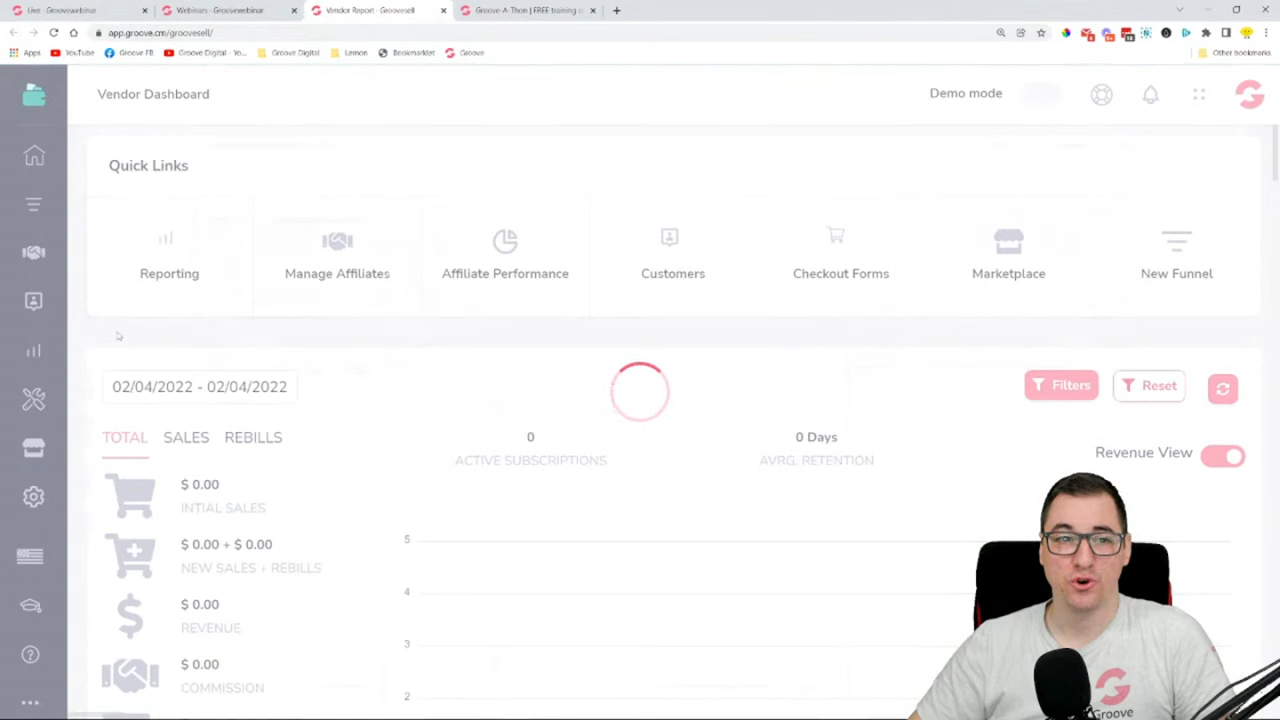 Live - Groovewebinar
Webinars - Groovewebinar
Vendor Report - Groovesell
Groove-A-Thon | FREE training
app.groove.cm/groovesell/
Apps
YouTube
Groove FB
Groove Digital - Yo...
Groove Digital
Lemon
Bookmarklet
Groove
Other bookmarks
Vendor Dashboard
Demo mode
Quick Links
Reporting
Manage Affiliates
Affiliate Performance
Customers
Checkout Forms
Marketplace
New Funnel
02/04/2022 - 02/04/2022
Filters
Reset
TOTAL
SALES
REBILLS
0
ACTIVE SUBSCRIPTIONS
0 Days
AVRG. RETENTION
Revenue View
$ 0.00
INTIAL SALES
$ 0.00 + $ 0.00
NEW SALES + REBILLS
$ 0.00
REVENUE
$ 0.00
COMMISSION
5
4
3
2
Groove